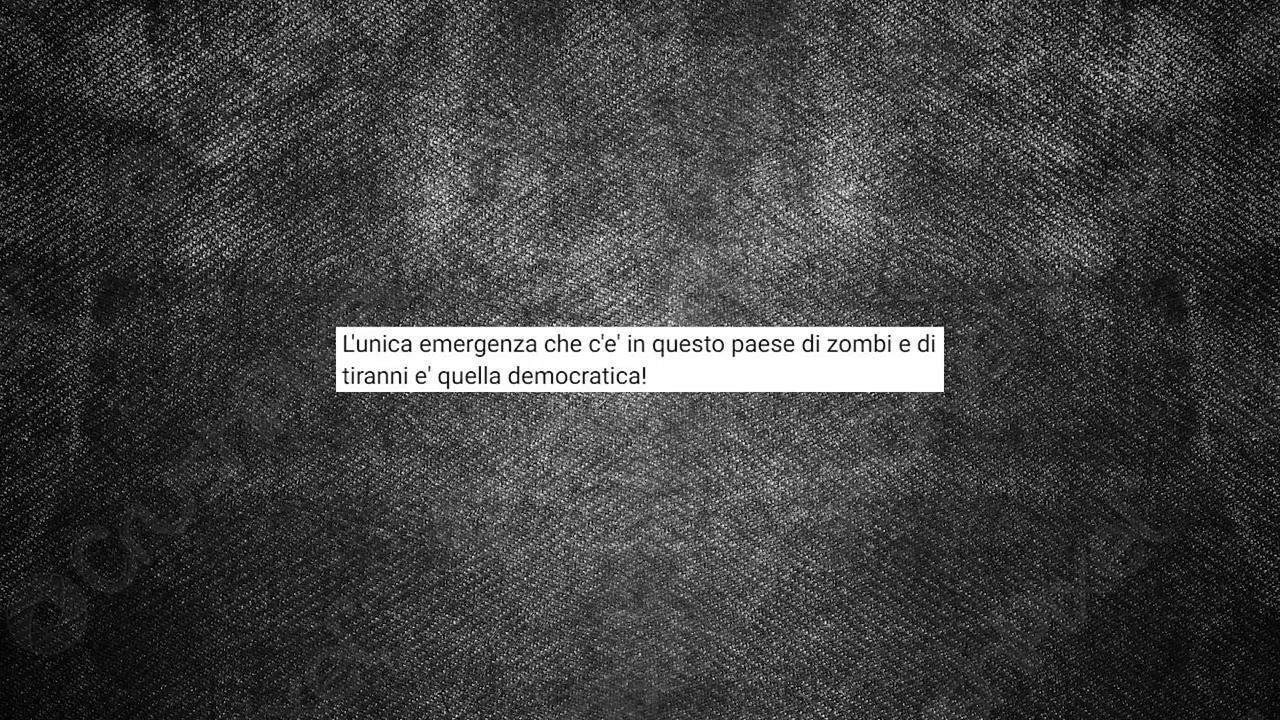 L'unica emergenza che c'e' in questo paese di zombi e di
tiranni e' quella democratica!